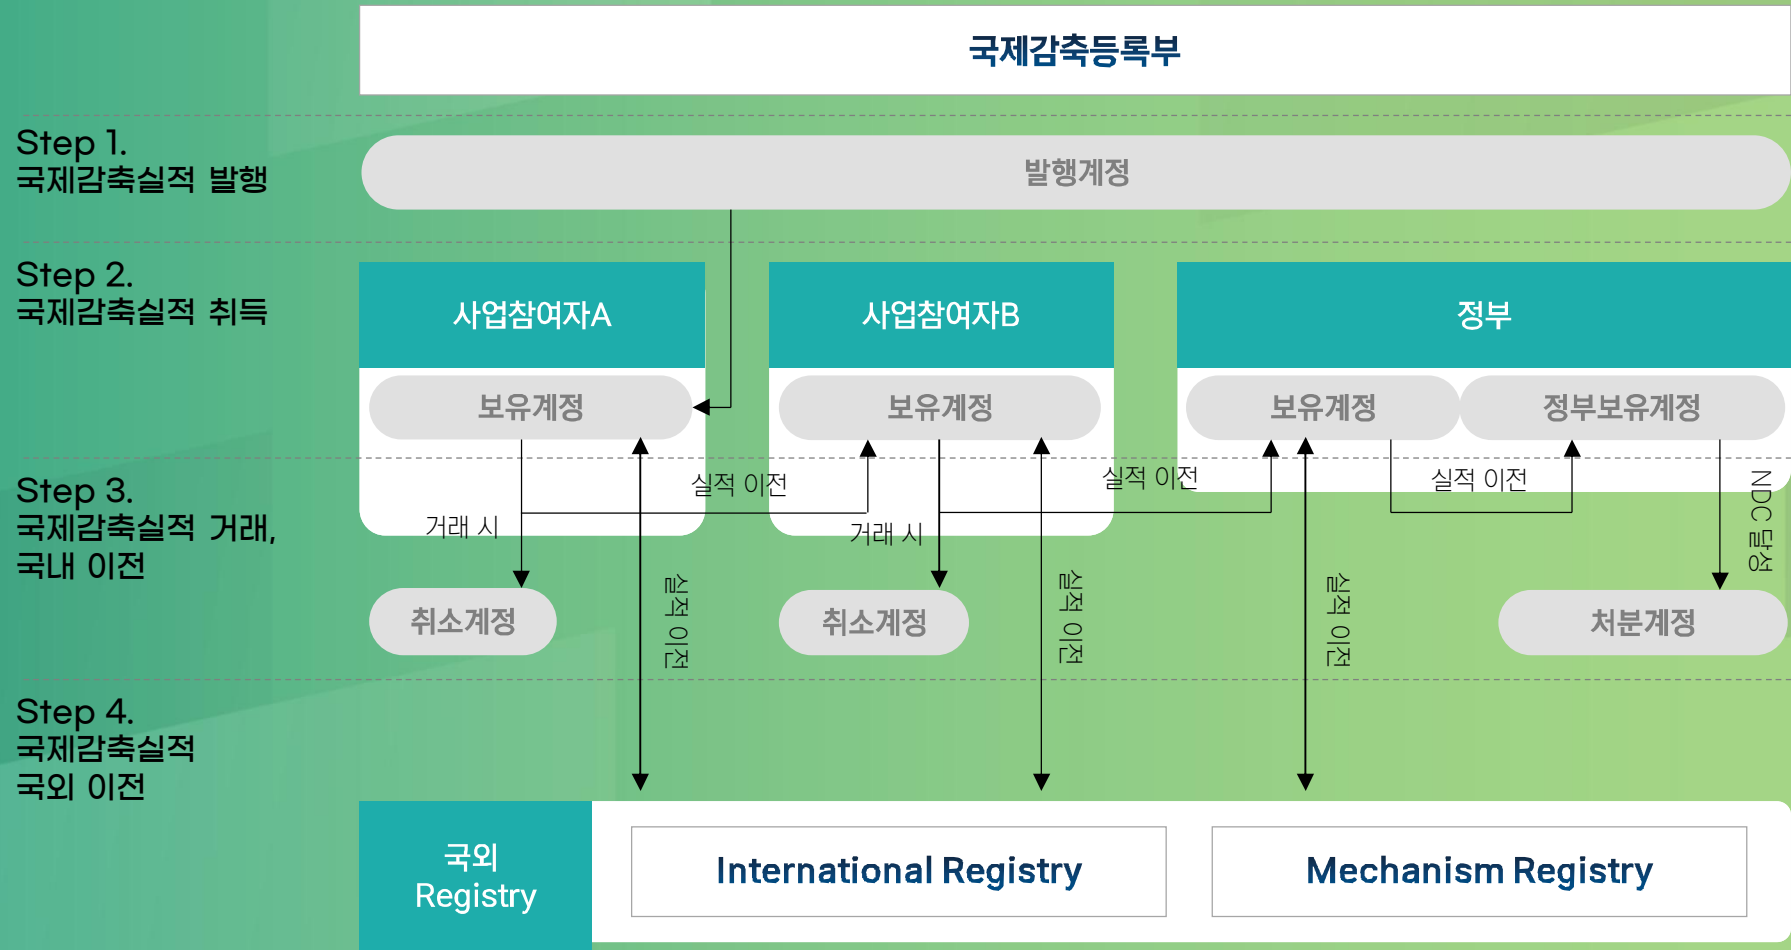 국제감축등록부
Step 1.
국제감축실적 발행
발행계정
Step 2.
국제감축실적 취득
사업참여자A
사업참여자B
정부
보유계정
보유계정
보유계정
정부보유계정
Step 3.
국제감축실적 거래,
국내 이전
실적 이전
실적 이전
실적 이전
거래 시
거래 시
NDC 달성
취소계정
취소계정
처분계정
실적 이전
실적 이전
실적 이전
Step 4.
국제감축실적
국외 이전
국외
Registry
International Registry
Mechanism Registry